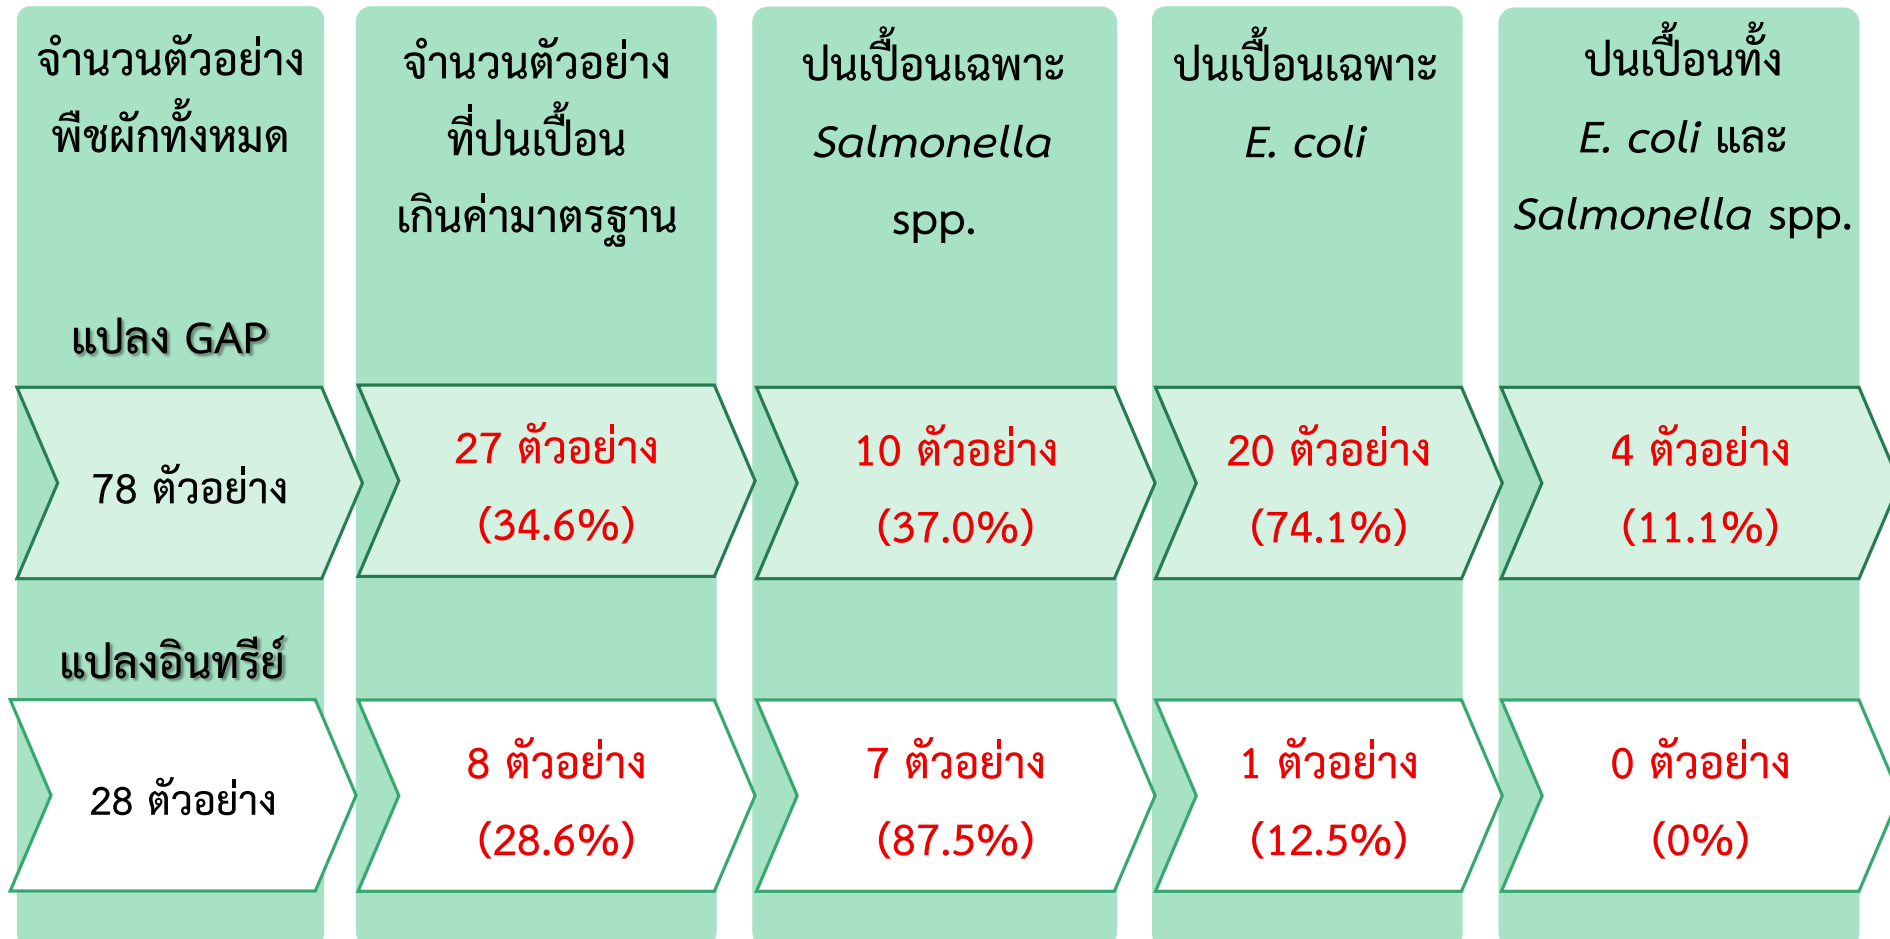 จำนวนตัวอย่าง
พืชผักทั้งหมด
จำนวนตัวอย่าง
ที่ปนเปื้อน
เกินค่ามาตรฐาน
ปนเปื้อนเฉพาะ
Salmonella
spp.
ปนเปื้อนเฉพาะ
E. coli
ปนเปื้อนทั้ง
E. coli และ
Salmonella spp.
แปลง GAP
78 ตัวอย่าง
27 ตัวอย่าง
(34.6%)
10 ตัวอย่าง
(37.0%)
20 ตัวอย่าง
(74.1%)
4 ตัวอย่าง
(11.1%)
แปลงอินทรีย์
28 ตัวอย่าง
8 ตัวอย่าง
(28.6%)
7 ตัวอย่าง
(87.5%)
1 ตัวอย่าง
(12.5%)
0 ตัวอย่าง
(0%)